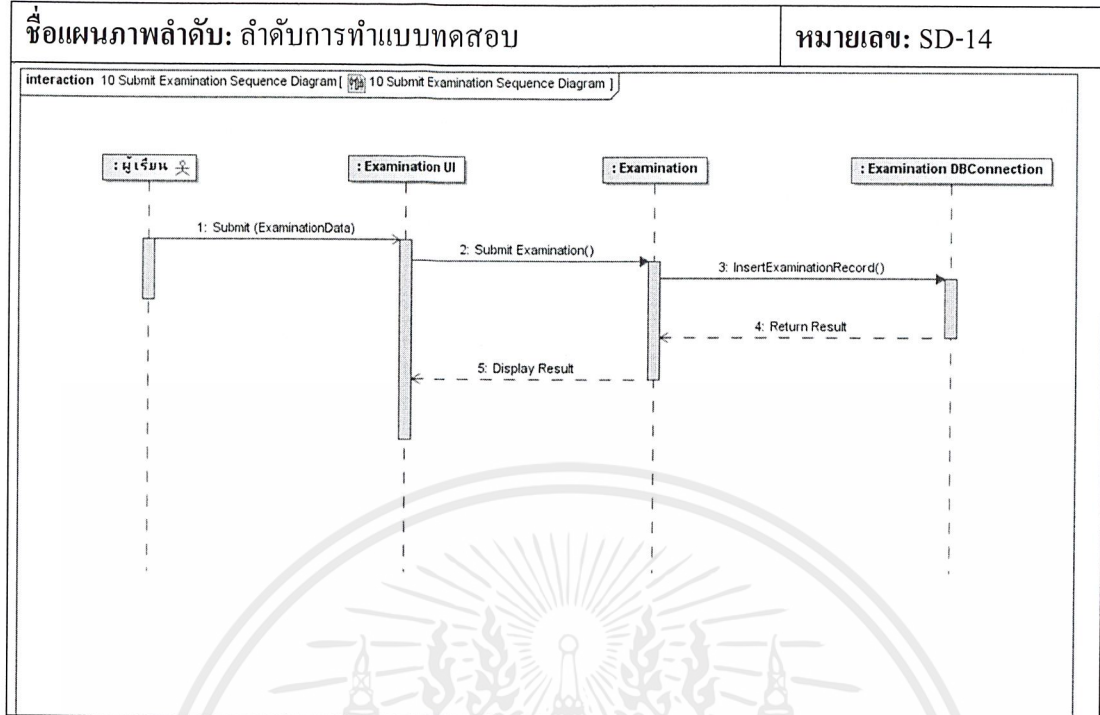 ชื่อแผนภาพลำดับ: ลำดับการทำแบบทดสอบ
หมายเลข: SD-14
interaction 10 Submit Examination Sequence Diagram [ 10 Submit Examination Sequence Diagram ]
: ผู้เรียน
: Examination UI
: Examination
: Examination DBConnection
1: Submit (ExaminationData)
2: Submit Examination()
3: InsertExaminationRecord()
4: Return Result
5: Display Result